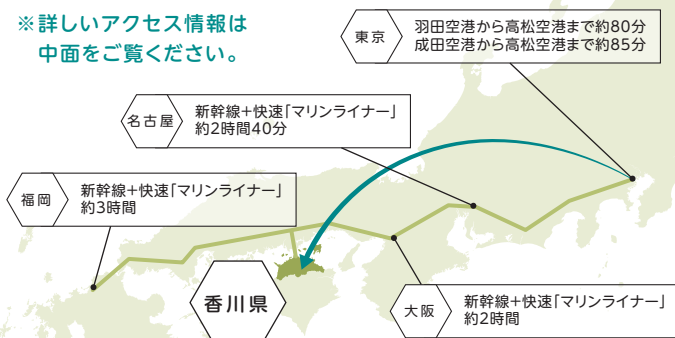 ※詳しいアクセス情報は
中面をご覧ください。
東京
羽田空港から高松空港まで約80分
成田空港から高松空港まで約85分
名古屋
新幹線+快速「マリンライナー」
約2時間40分
福岡
新幹線+快速「マリンライナー」
約3時間
香川県
大阪
新幹線+快速「マリンライナー」
約2時間